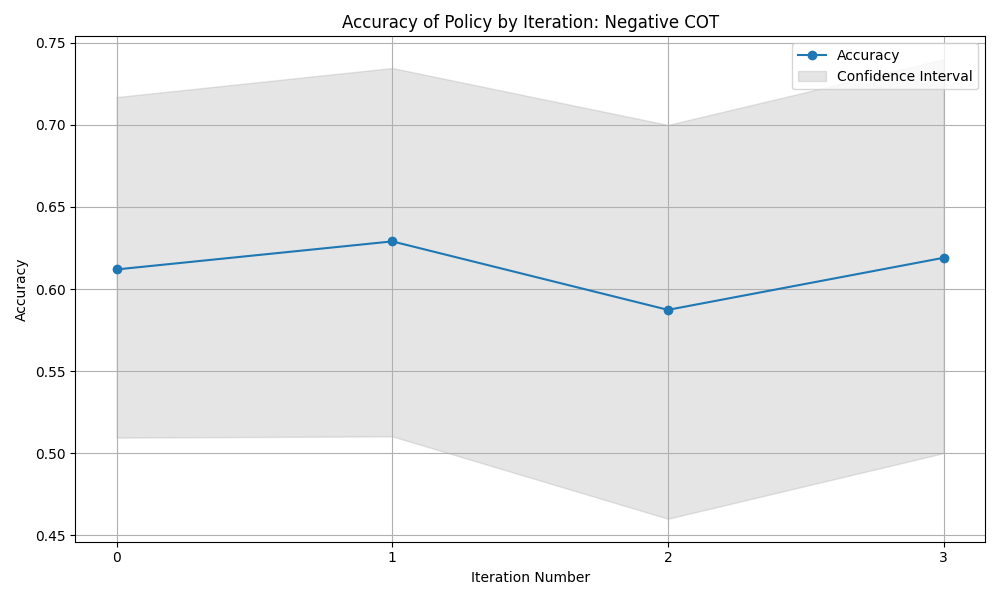 Accuracy of Policy by Iteration: Negative COT
Accuracy
Confidence Interval
0.75
0.70
0.65
0.60
0.55
0.50
0.45
Accuracy
0
1
2
3
Iteration Number